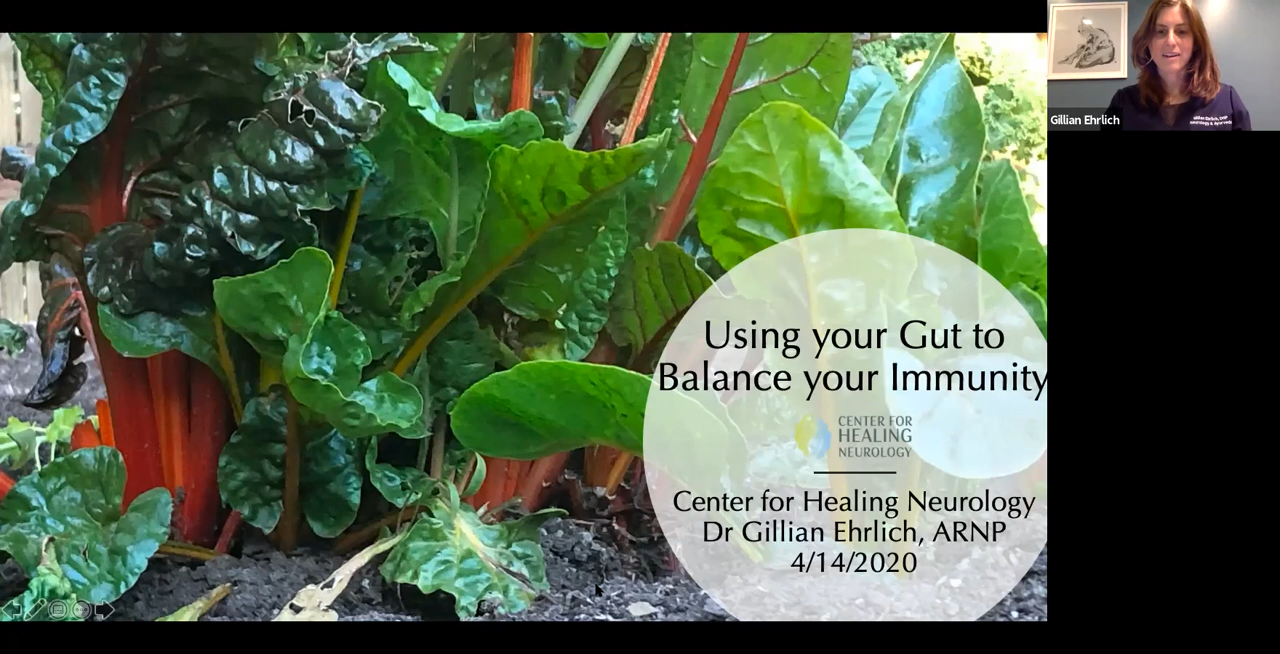 Using your Gut to
Balance your Immunity
CENTER FOR
HEALING
NEUROLOGY
Center for Healing Neurology
Dr Gillian Ehrlich, ARNP
4/14/2020
Gillian Ehrlich